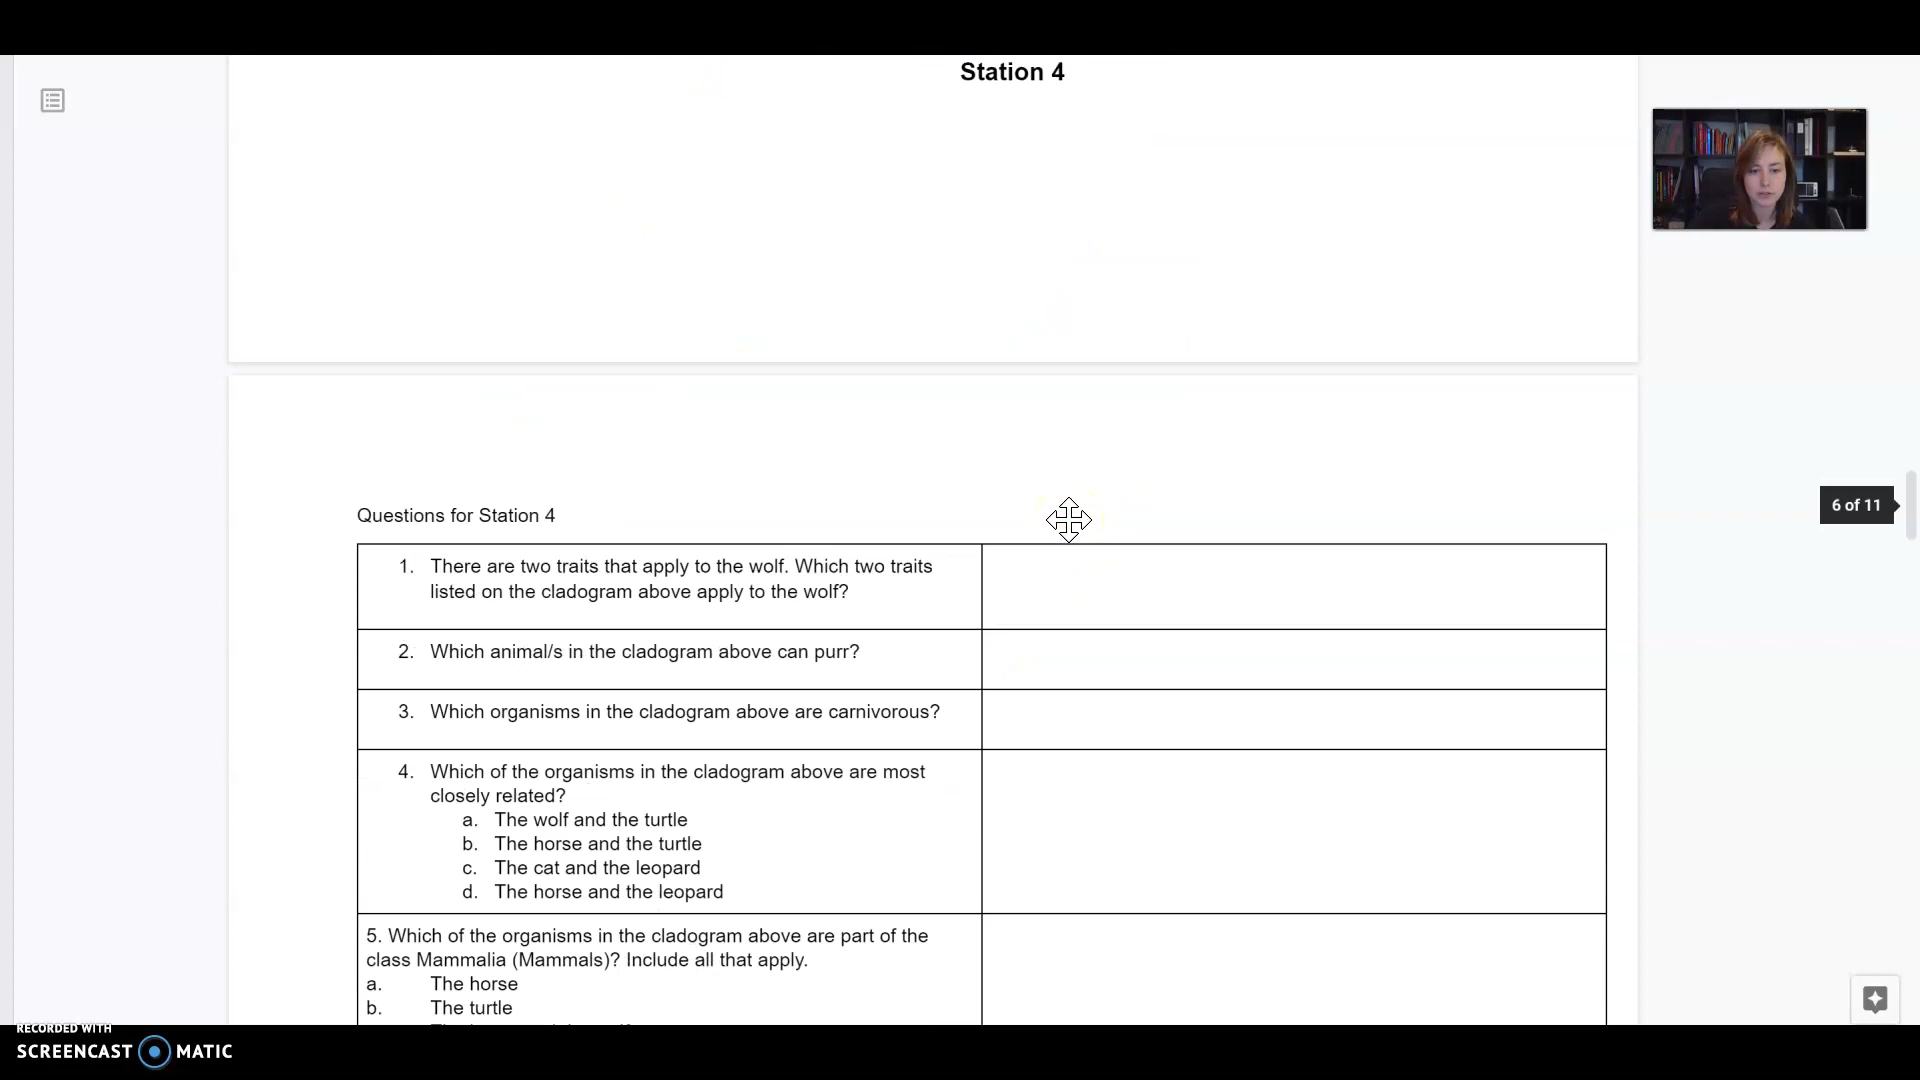 Station 4
6 of 11
Questions for Station 4
1. There are two traits that apply to the wolf. Which two traits
listed on the cladogram above apply to the wolf?
2. Which animal/s in the cladogram above can purr?
3. Which organisms in the cladogram above are carnivorous?
4. Which of the organisms in the cladogram above are most
closely related?
a. The wolf and the turtle
b. The horse and the turtle
c. The cat and the leopard
d. The horse and the leopard
5. Which of the organisms in the cladogram above are part of the
class Mammalia (Mammals)? Include all that apply.
a. The horse
b. The turtle
RECORDED WITH
SCREENCAST MATIC